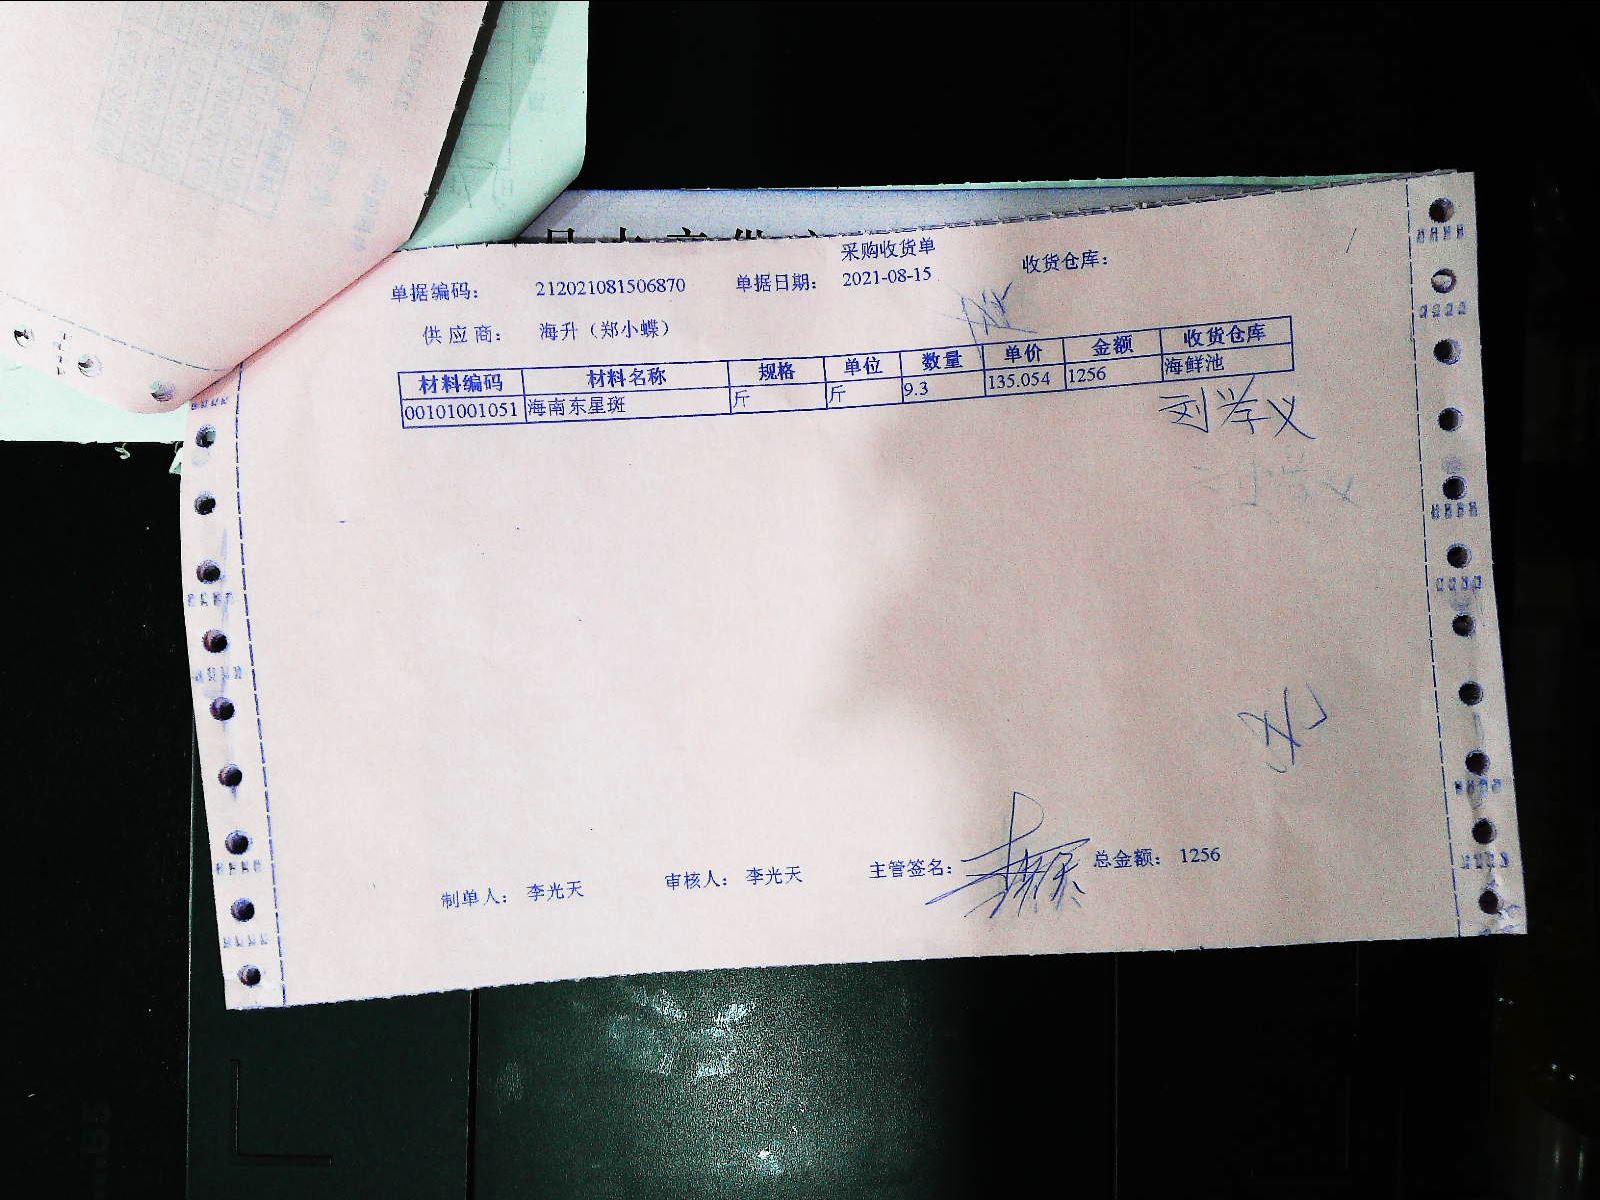 采购收货单
单据编码： 212021081506870 单据日期： 2021-08-15 收货仓库：
供应商： 海升（郑小蝶）
材料编码 材料名称 规格 单位 数量 单价 金额 收货仓库
00101001051 海南东星斑 斤 斤 9.3 135.054 1256 海鲜池
刘学义
制单人： 李光天 审核人： 李光天 主管签名： 总金额： 1256